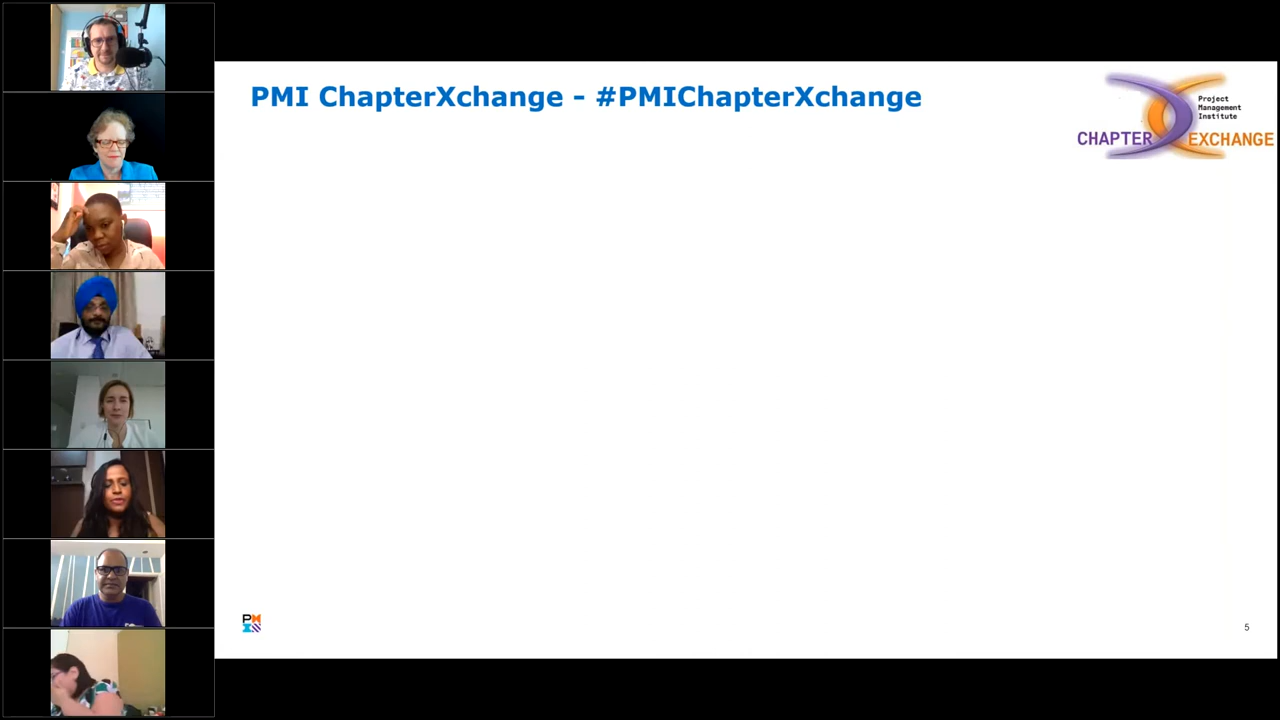 PMI ChapterXchange - #PMIChapterXchange
Project
Management
Institute
CHAPTER EXCHANGE
PM
I
5